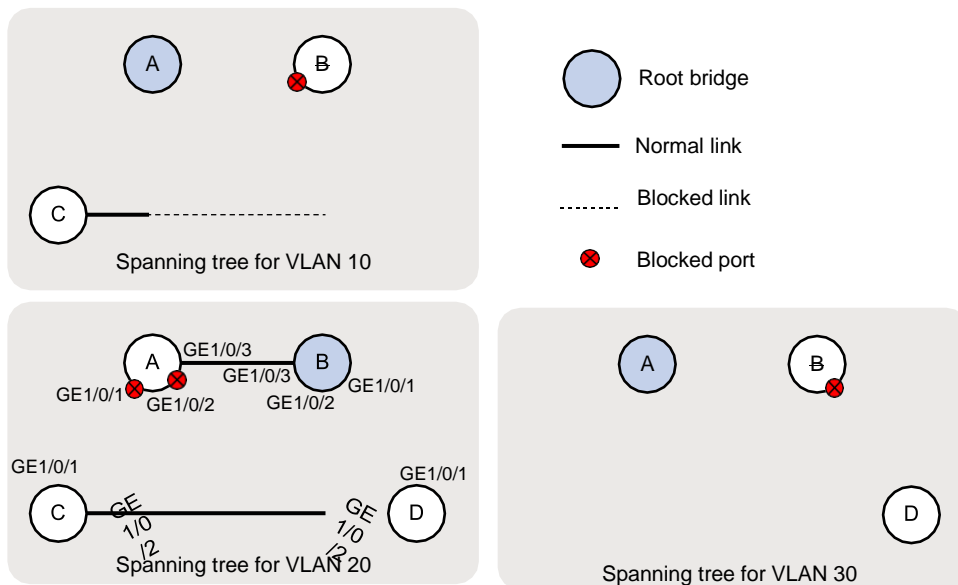 A
B
C
Spanning tree for VLAN 10
Root bridge
Normal link
Blocked link
Blocked port
A
GE1/0/3
GE1/0/3
B
GE1/0/1
GE1/0/2
GE1/0/2
GE1/0/1
GE1/0/1
C
GE
1/0
/2
GE
1/0
/2
GE1/0/1
D
Spanning tree for VLAN 20
A
B
D
Spanning tree for VLAN 30